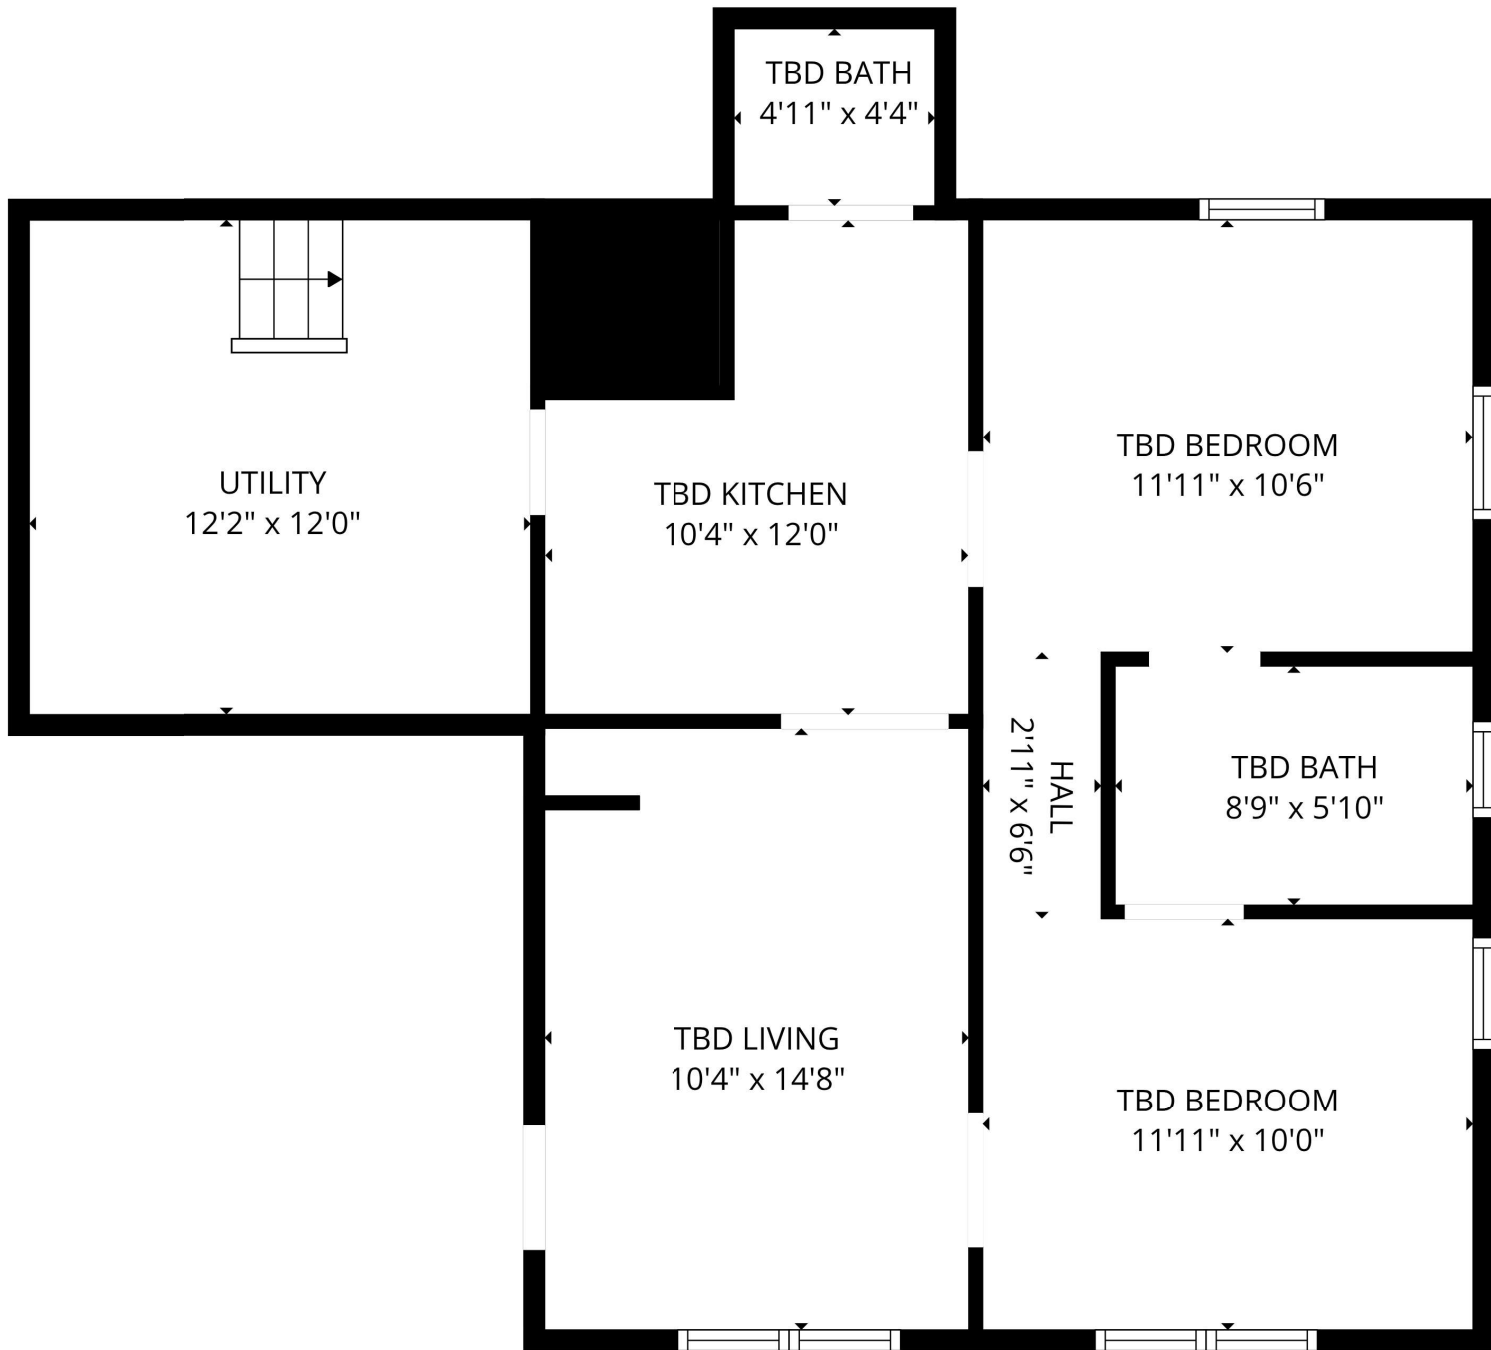 TBD BATH
4'11" x 4'4"
TBD BEDROOM
11'11" x 10'6"
UTILITY
12'2" x 12'0"
TBD KITCHEN
10'4" x 12'0"
HALL
2'11" x 6'6"
TBD BATH
8'9" x 5'10"
TBD LIVING
10'4" x 14'8"
TBD BEDROOM
11'11" x 10'0"